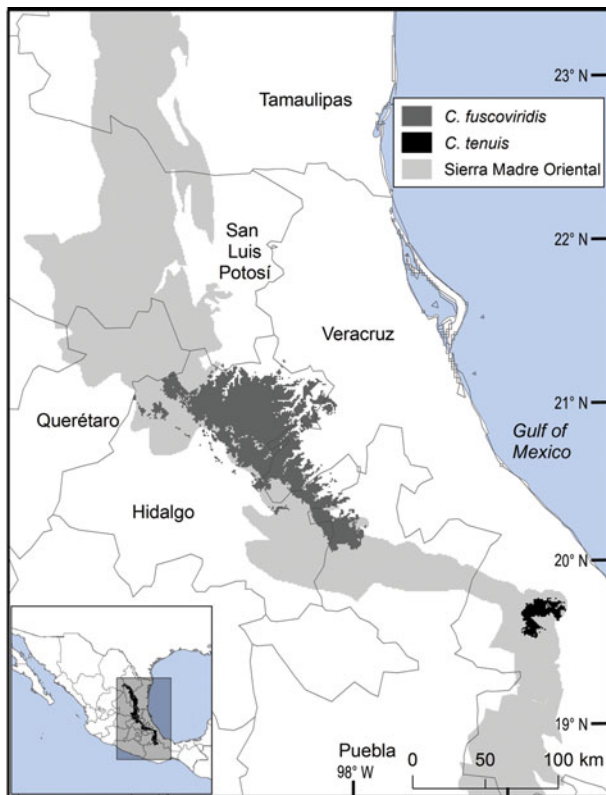 23° N
Tamaulipas
C. fuscoviridis
C. tenuis
Sierra Madre Oriental
San
Luis
Potosí
22° N
Veracruz
21° N
Querétaro
Gulf of
Mexico
Hidalgo
20° N
19° N
Puebla
98° W
0 50 100 km